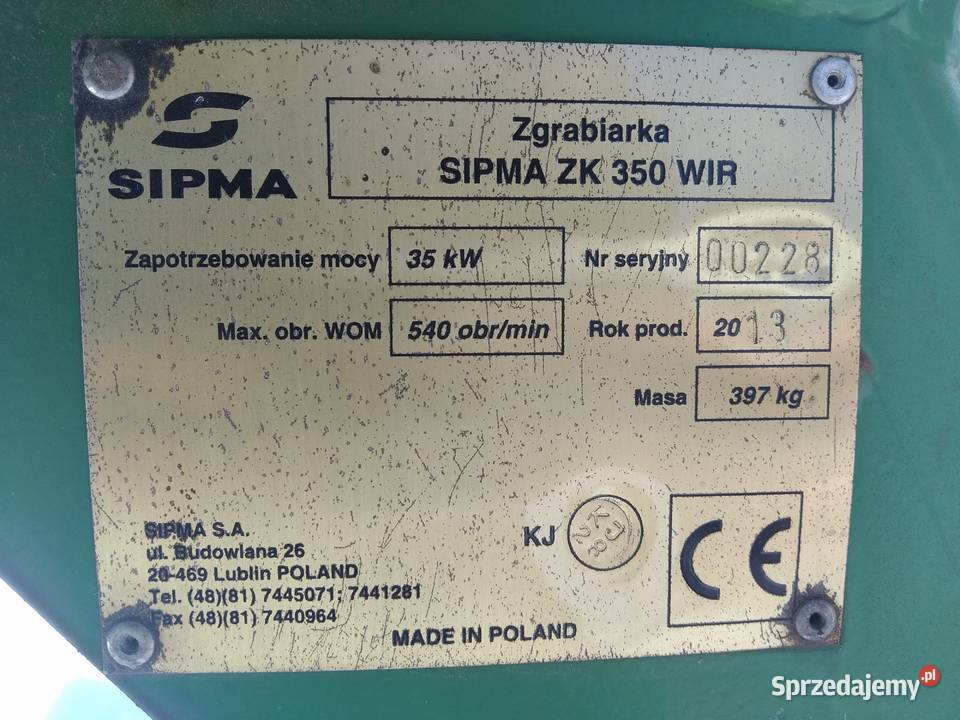 SIPMA
Zgrabiarka
SIPMA ZK 350 WIR
Zapotrzebowanie mocy 35 kW Nr seryjny 00228
Max. obr. WOM 540 obr/min Rok prod. 2013
Masa 397 kg
SIPMA S.A.
ul. Budowlana 26
20-469 Lublin POLAND
Tel. (48)(81) 7445071; 7441281
Fax (48)(81) 7440964
KJ
CE
MADE IN POLAND
Sprzedajemy.pl